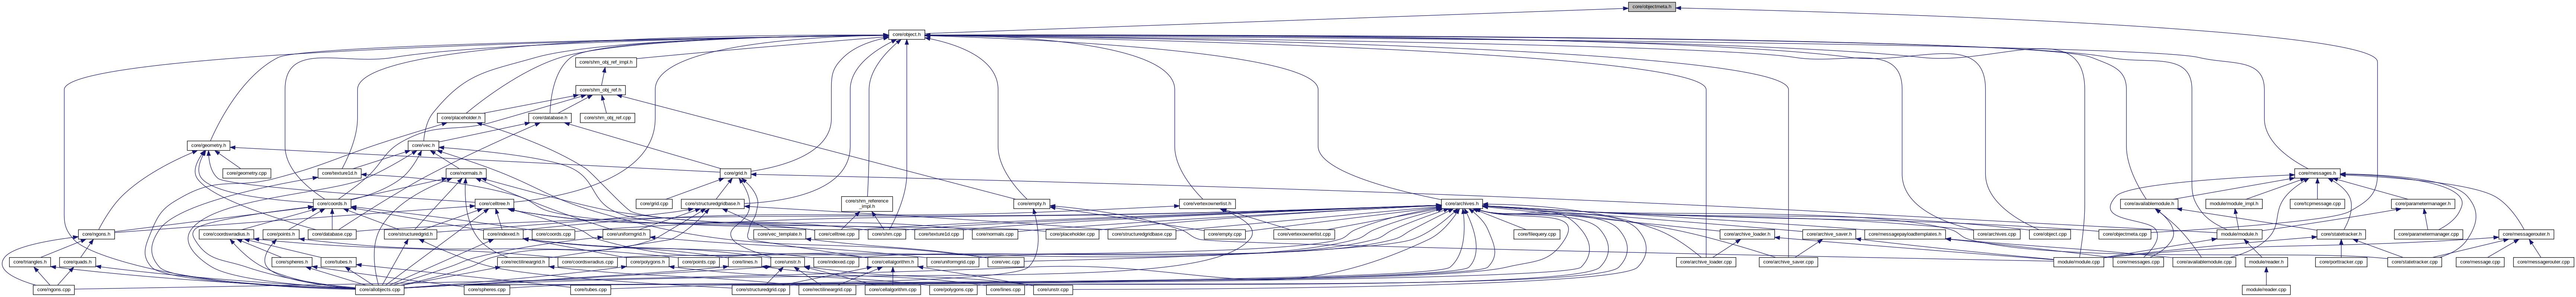 core/objectmeta.h
core/object.h
core/shm_obj_ref_impl.h
core/shm_obj_ref.h
core/placeholder.h
core/database.h
core/shm_obj_ref.cpp
core/geometry.h
core/vec.h
core/geometry.cpp
core/texture1d.h
core/normals.h
core/grid.h
core/messages.h
core/coords.h
core/celltree.h
core/grid.cpp
core/structuredgridbase.h
core/shm_reference
_impl.h
core/empty.h
core/vertexownerlist.h
core/archives.h
core/availablemodule.h
module/module_impl.h
core/tcpmessage.cpp
core/parametermanager.h
core/ngons.h
core/coordswradius.h
core/points.h
core/database.cpp
core/structuredgrid.h
core/indexed.h
core/coords.cpp
core/uniformgrid.h
core/vec_template.h
core/celltree.cpp
core/shm.cpp
core/texture1d.cpp
core/normals.cpp
core/placeholder.cpp
core/structuredgridbase.cpp
core/empty.cpp
core/vertexownerlist.cpp
core/filequery.cpp
core/archive_loader.h
core/archive_saver.h
core/messagepayloadtemplates.h
core/archives.cpp
core/object.cpp
core/objectmeta.cpp
module/module.h
core/statetracker.h
core/parametermanager.cpp
core/messagerouter.h
core/triangles.h
core/quads.h
core/spheres.h
core/tubes.h
core/rectilineargrid.h
core/coordswradius.cpp
core/polygons.h
core/points.cpp
core/lines.h
core/unstr.h
core/indexed.cpp
core/cellalgorithm.h
core/uniformgrid.cpp
core/vec.cpp
core/archive_loader.cpp
core/archive_saver.cpp
module/module.cpp
core/messages.cpp
core/availablemodule.cpp
module/reader.h
core/porttracker.cpp
core/statetracker.cpp
core/message.cpp
core/messagerouter.cpp
core/ngons.cpp
core/allobjects.cpp
core/spheres.cpp
core/tubes.cpp
core/structuredgrid.cpp
core/rectilineargrid.cpp
core/cellalgorithm.cpp
core/polygons.cpp
core/lines.cpp
core/unstr.cpp
module/reader.cpp